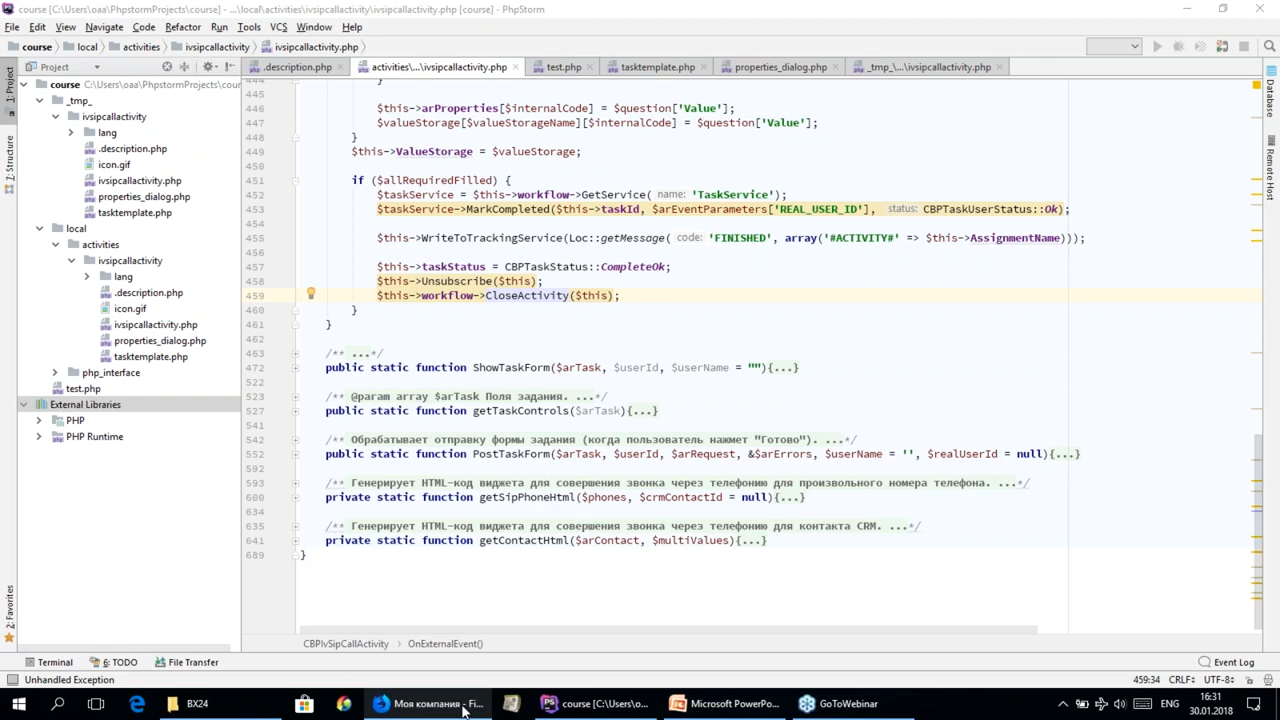 course [C:\Users\oaa\PhpstormProjects\course] - ...\local\activities\ivsipcallactivity\ivsipcallactivity.php [course] - PhpStorm
File Edit View Navigate Code Refactor Run Tools VCS Window Help
course local activities ivsipcallactivity ivsipcallactivity.php
Project
.description.php activities\...\ivsipcallactivity.php test.php tasktemplate.php properties_dialog.php _tmp_\...\ivsipcallactivity.php
1: Project
7: Structure
2: Favorites
Database
Remote Host
course C:\Users\oaa\PhpstormProjects\cour
_tmp_
ivsipcallactivity
lang
.description.php
icon.gif
ivsipcallactivity.php
properties_dialog.php
tasktemplate.php
local
activities
ivsipcallactivity
lang
.description.php
icon.gif
ivsipcallactivity.php
properties_dialog.php
tasktemplate.php
php_interface
test.php
External Libraries
PHP
PHP Runtime
444 }
445
446 $this->arProperties[$internalCode] = $question['Value'];
447 $valueStorage[$valueStorageName][$internalCode] = $question['Value'];
448 }
449 $this->ValueStorage = $valueStorage;
450
451 if ($allRequiredFilled) {
452 $taskService = $this->workflow->GetService( name: 'TaskService');
453 $taskService->MarkCompleted($this->taskId, $arEventParameters['REAL_USER_ID'], status: CBPTaskUserStatus::Ok);
454
455 $this->WriteToTrackingService(Loc::getMessage( code: 'FINISHED', array('#ACTIVITY#' => $this->AssignmentName)));
456
457 $this->taskStatus = CBPTaskStatus::CompleteOk;
458 $this->Unsubscribe($this);
459 $this->workflow->CloseActivity($this);
460 }
461 }
462
463 /** ...*/
472 public static function ShowTaskForm($arTask, $userId, $userName = ""){...}
522
523 /** @param array $arTask Поля задания. ...*/
527 public static function getTaskControls($arTask){...}
541
542 /** Обрабатывает отправку формы задания (когда пользователь нажмет "Готово"). ...*/
552 public static function PostTaskForm($arTask, $userId, $arRequest, &$arErrors, $userName = '', $realUserId = null){...}
592
593 /** Генерирует HTML-код виджета для совершения звонка через телефонию для произвольного номера телефона. ...*/
600 private static function getSipPhoneHtml($phones, $crmContactId = null){...}
634
635 /** Генерирует HTML-код виджета для совершения звонка через телефонию для контакта CRM. ...*/
641 private static function getContactHtml($arContact, $multiValues){...}
689 }
CBPIvSipCallActivity OnExternalEvent()
Terminal 6: TODO File Transfer Event Log
Unhandled Exception 459:34 CRLF÷ UTF-8÷
BX24 Моя компания - Fi... course [C:\Users\o... Microsoft PowerPo... GoToWebinar
16:31
30.01.2018